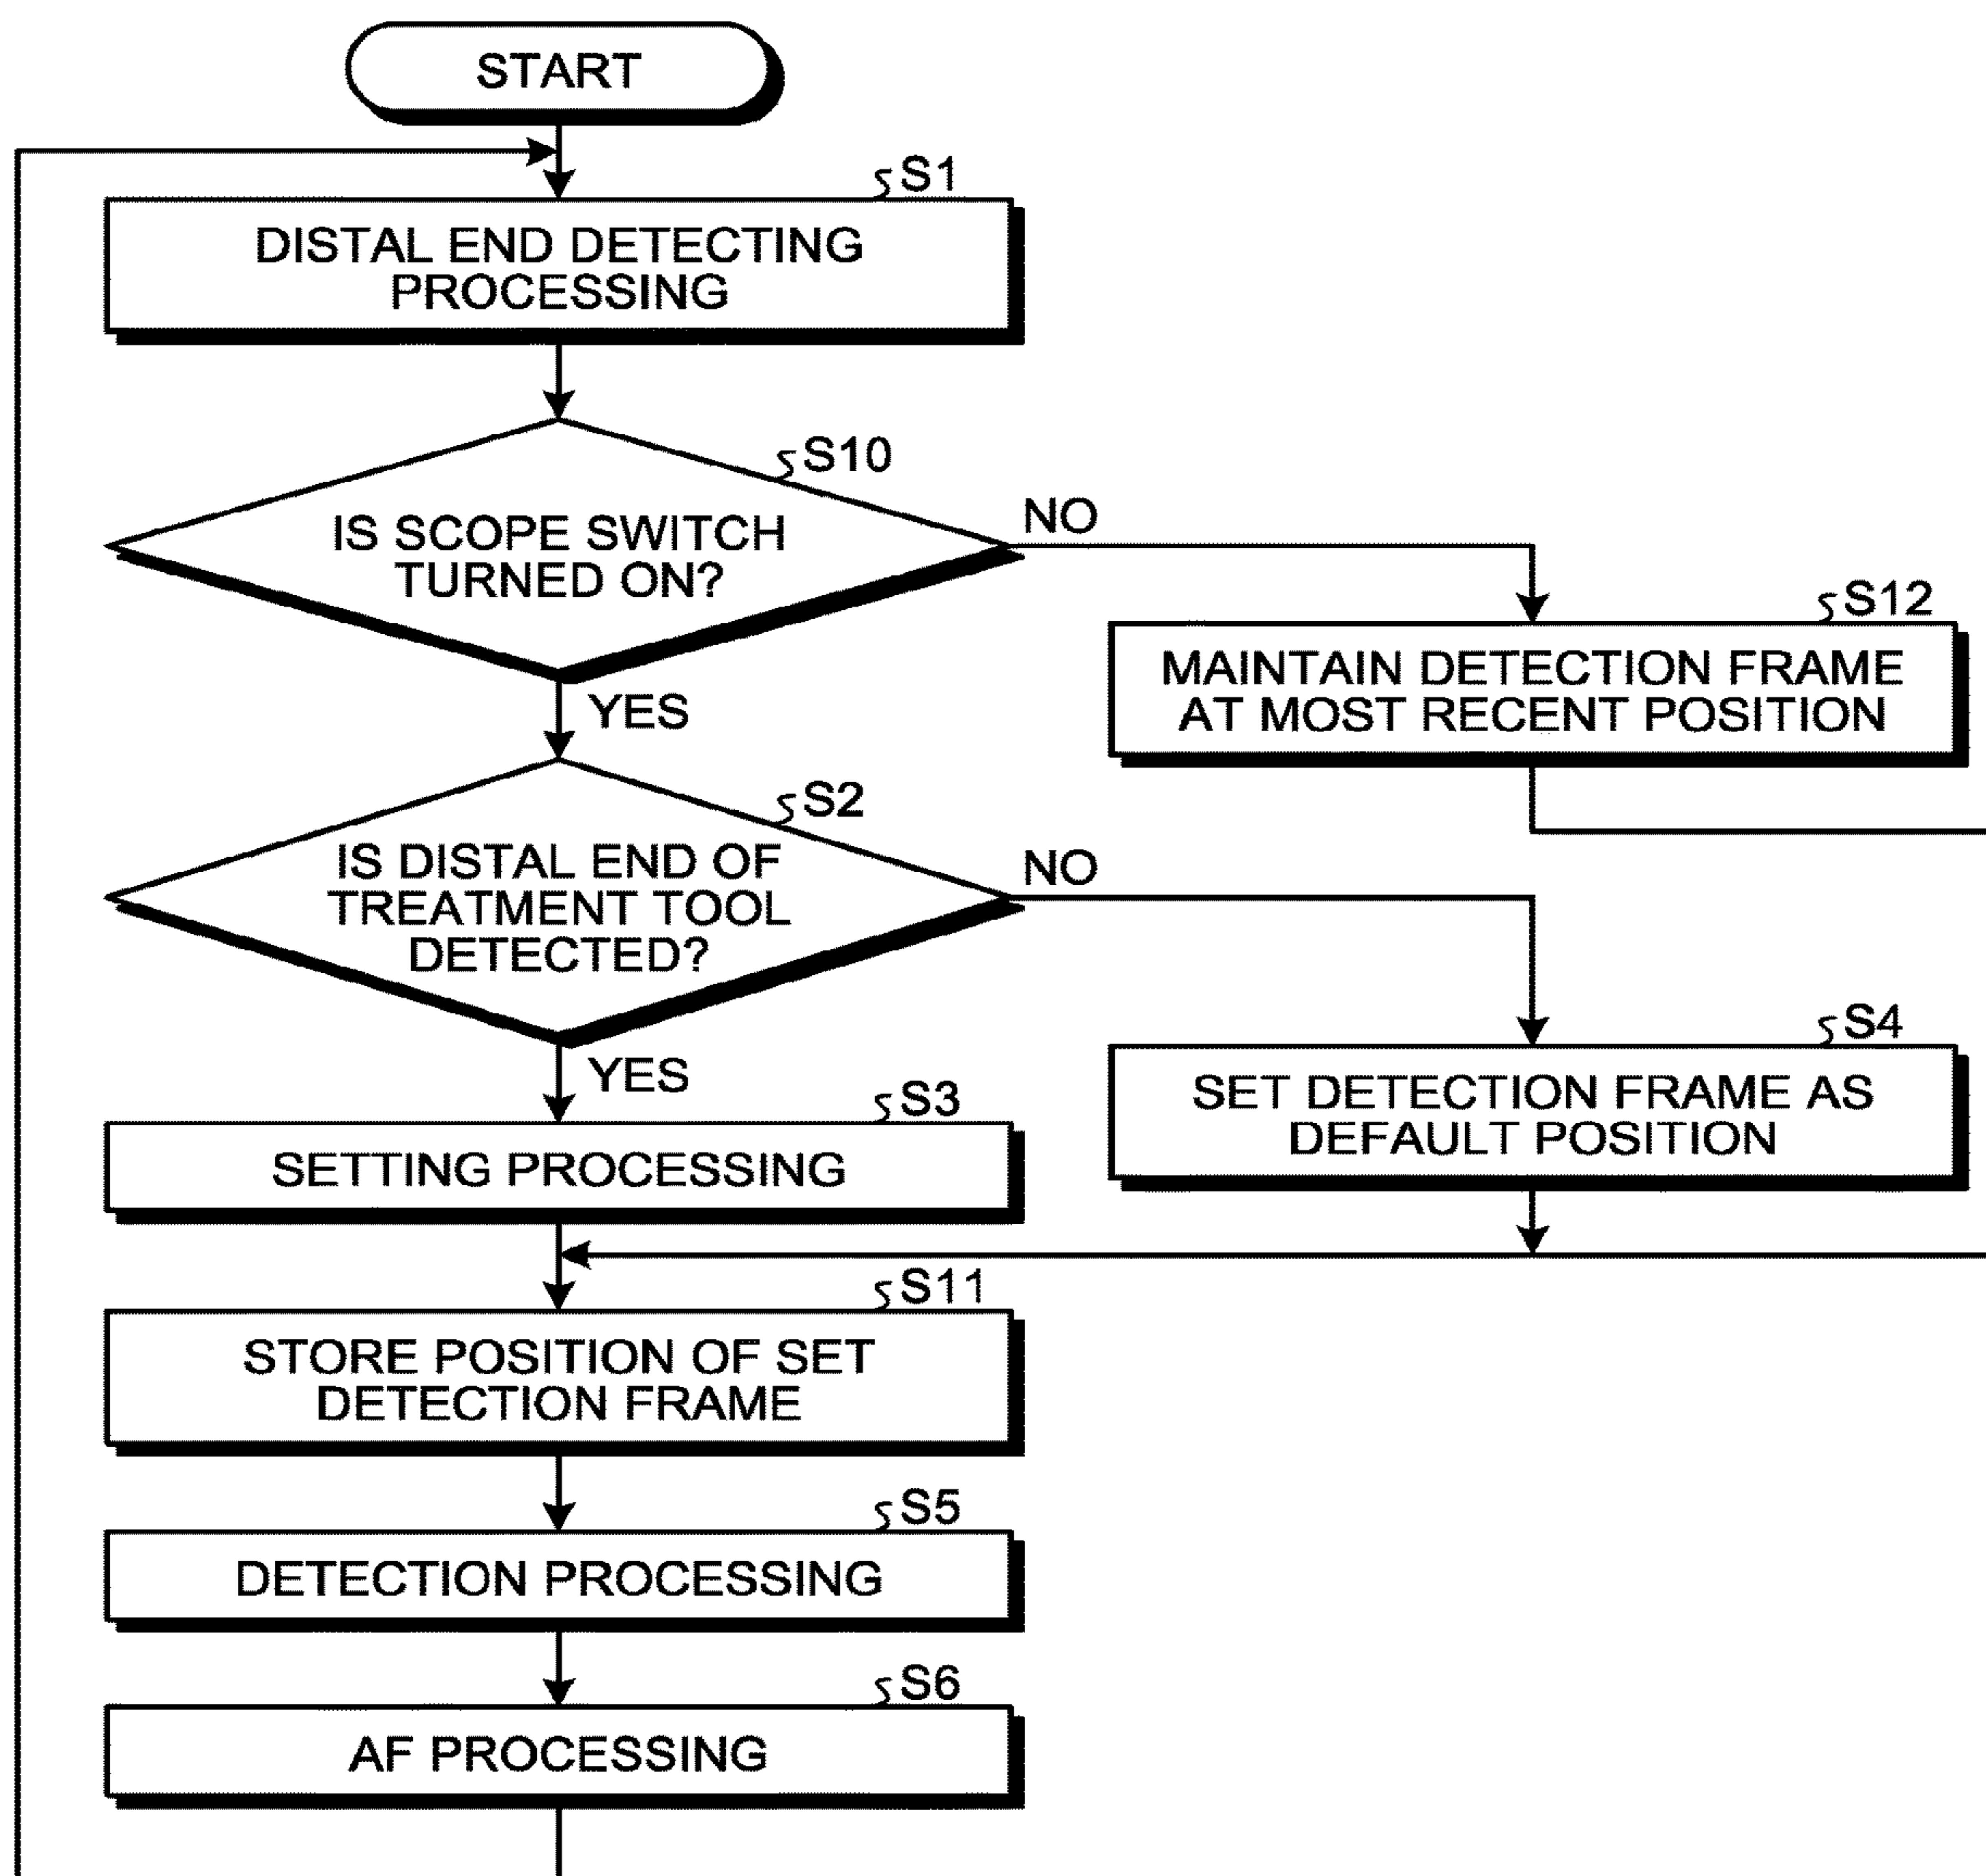 START
S1
DISTAL END DETECTING
PROCESSING
S10
IS SCOPE SWITCH
TURNED ON?
NO
YES
S12
MAINTAIN DETECTION FRAME
AT MOST RECENT POSITION
S2
IS DISTAL END OF
TREATMENT TOOL
DETECTED?
NO
YES
S4
SET DETECTION FRAME AS
DEFAULT POSITION
S3
SETTING PROCESSING
S11
STORE POSITION OF SET
DETECTION FRAME
S5
DETECTION PROCESSING
S6
AF PROCESSING